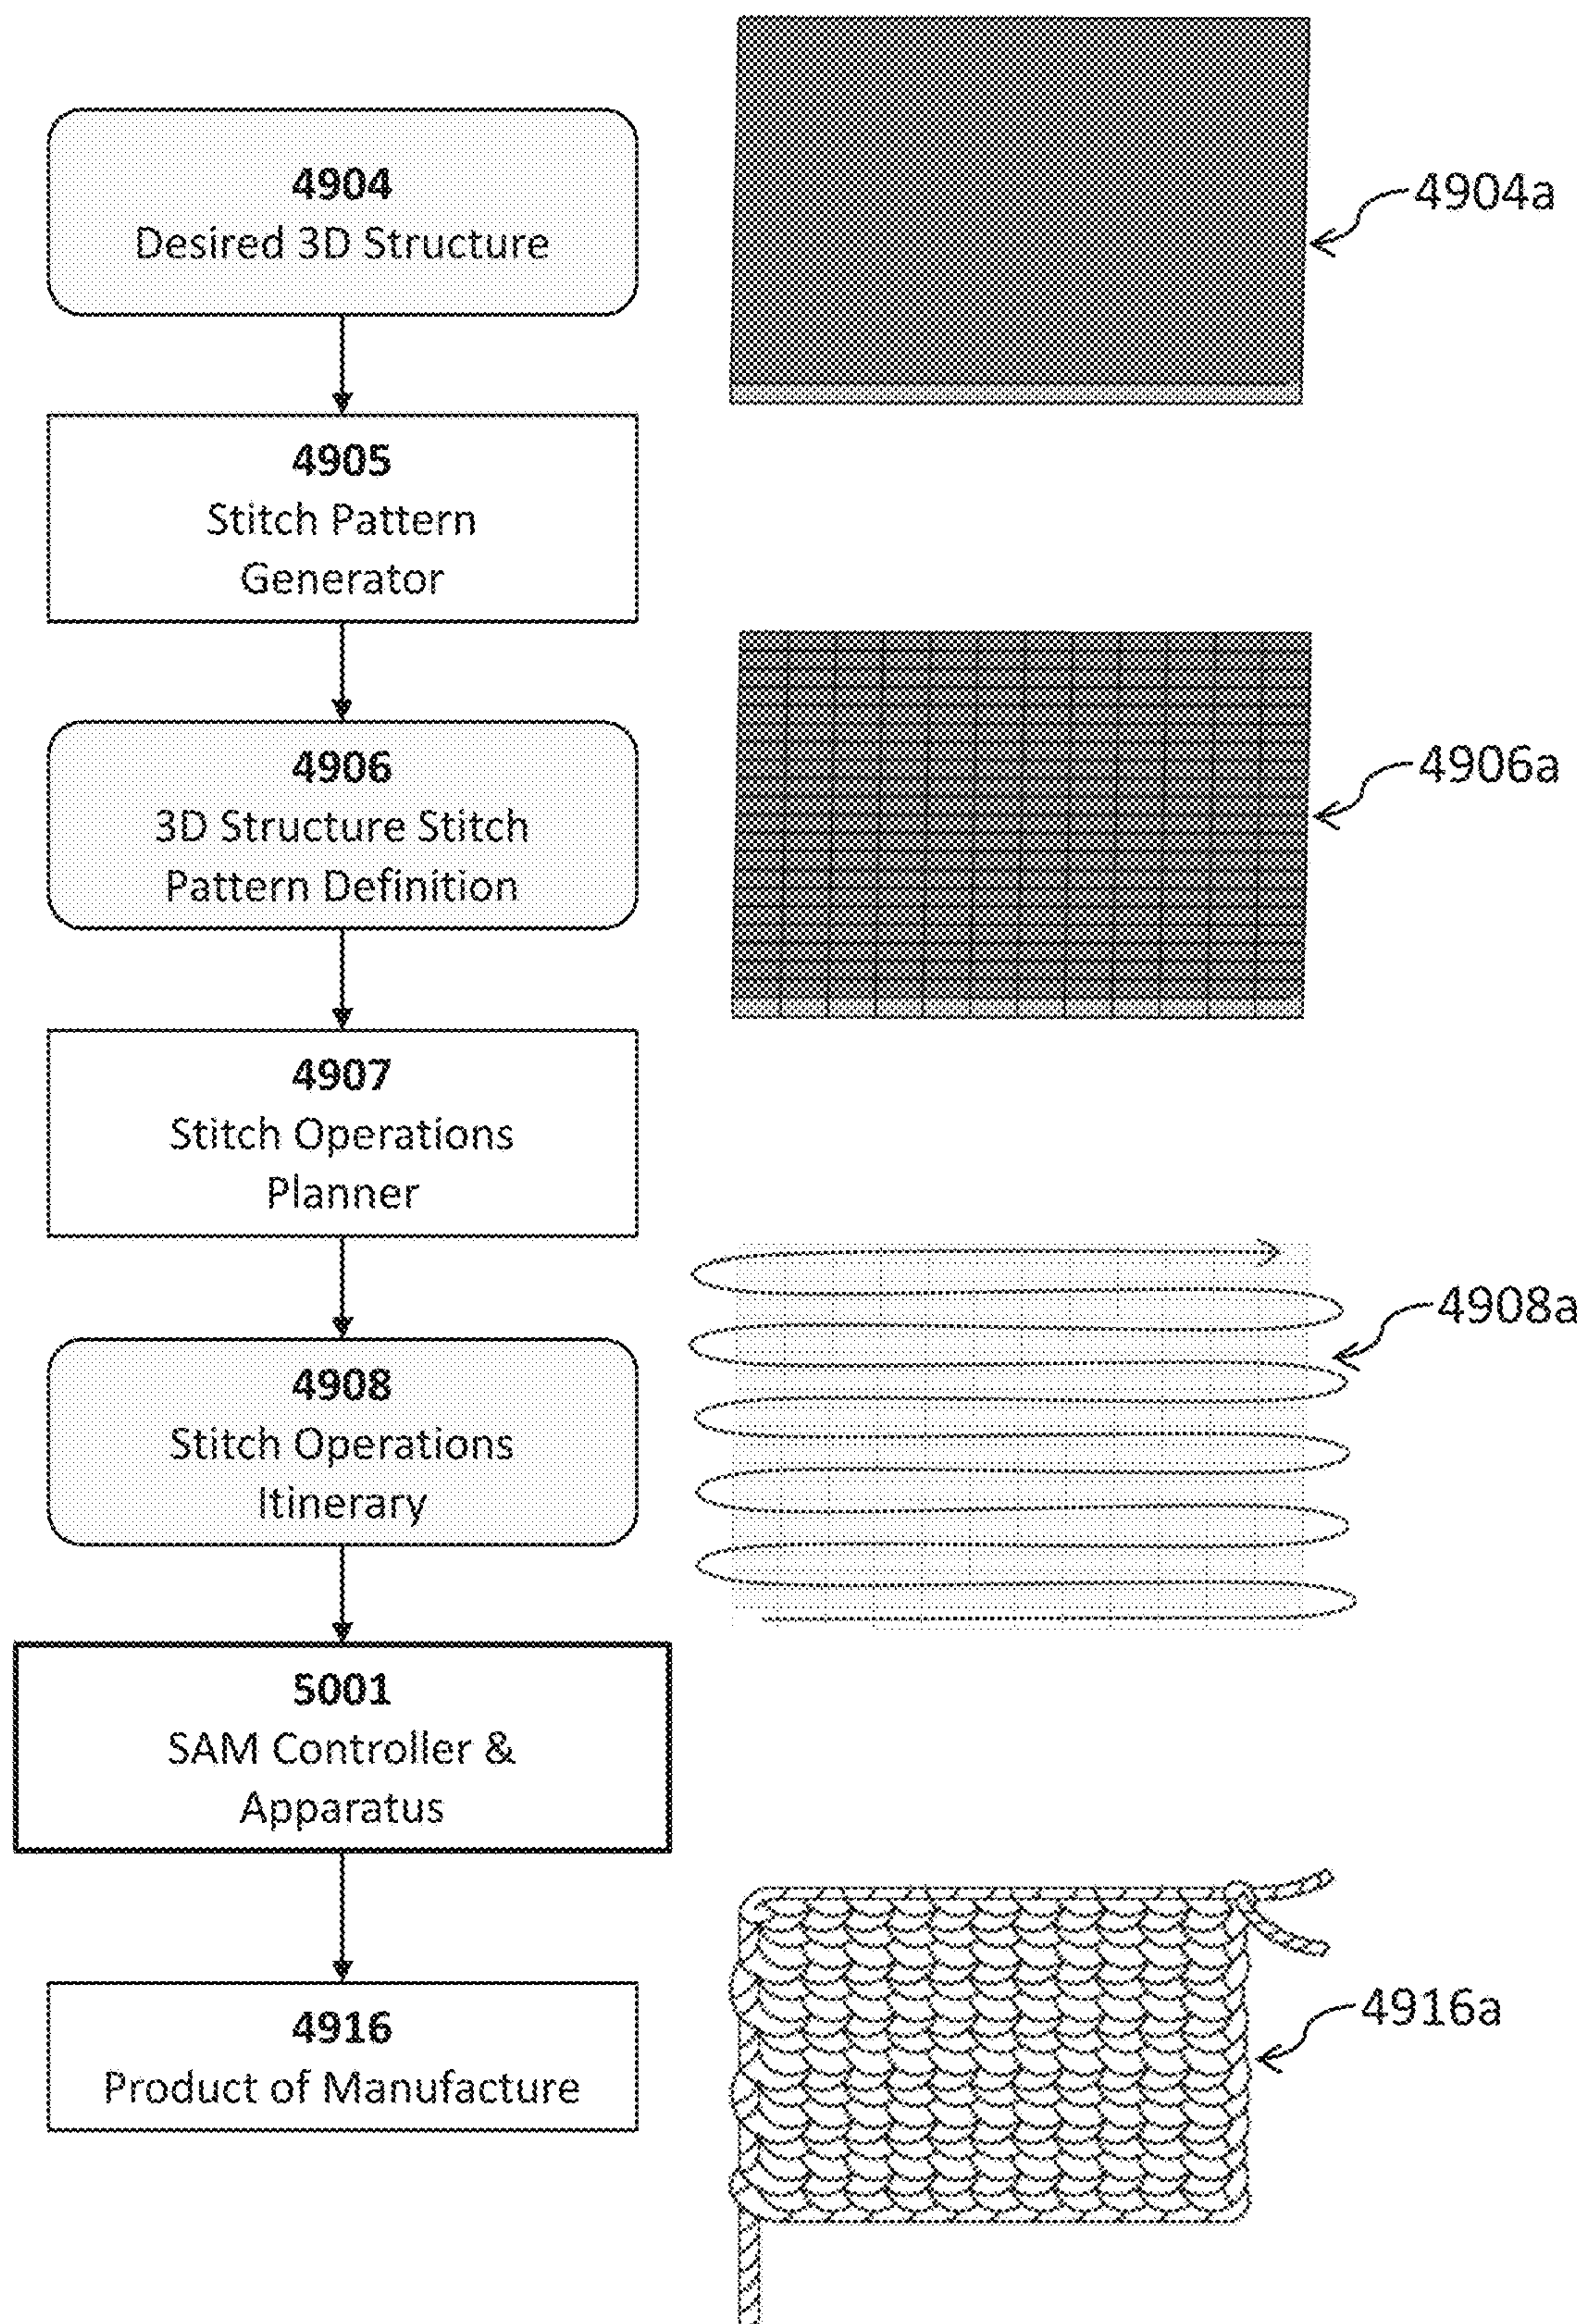 4904
Desired 3D Structure
4904a
4905
Stitch Pattern
Generator
4906
3D Structure Stitch
Pattern Definition
4906a
4907
Stitch Operations
Planner
4908
Stitch Operations
Itinerary
4908a
5001
SAM Controller &
Apparatus
4916
Product of Manufacture
4916a